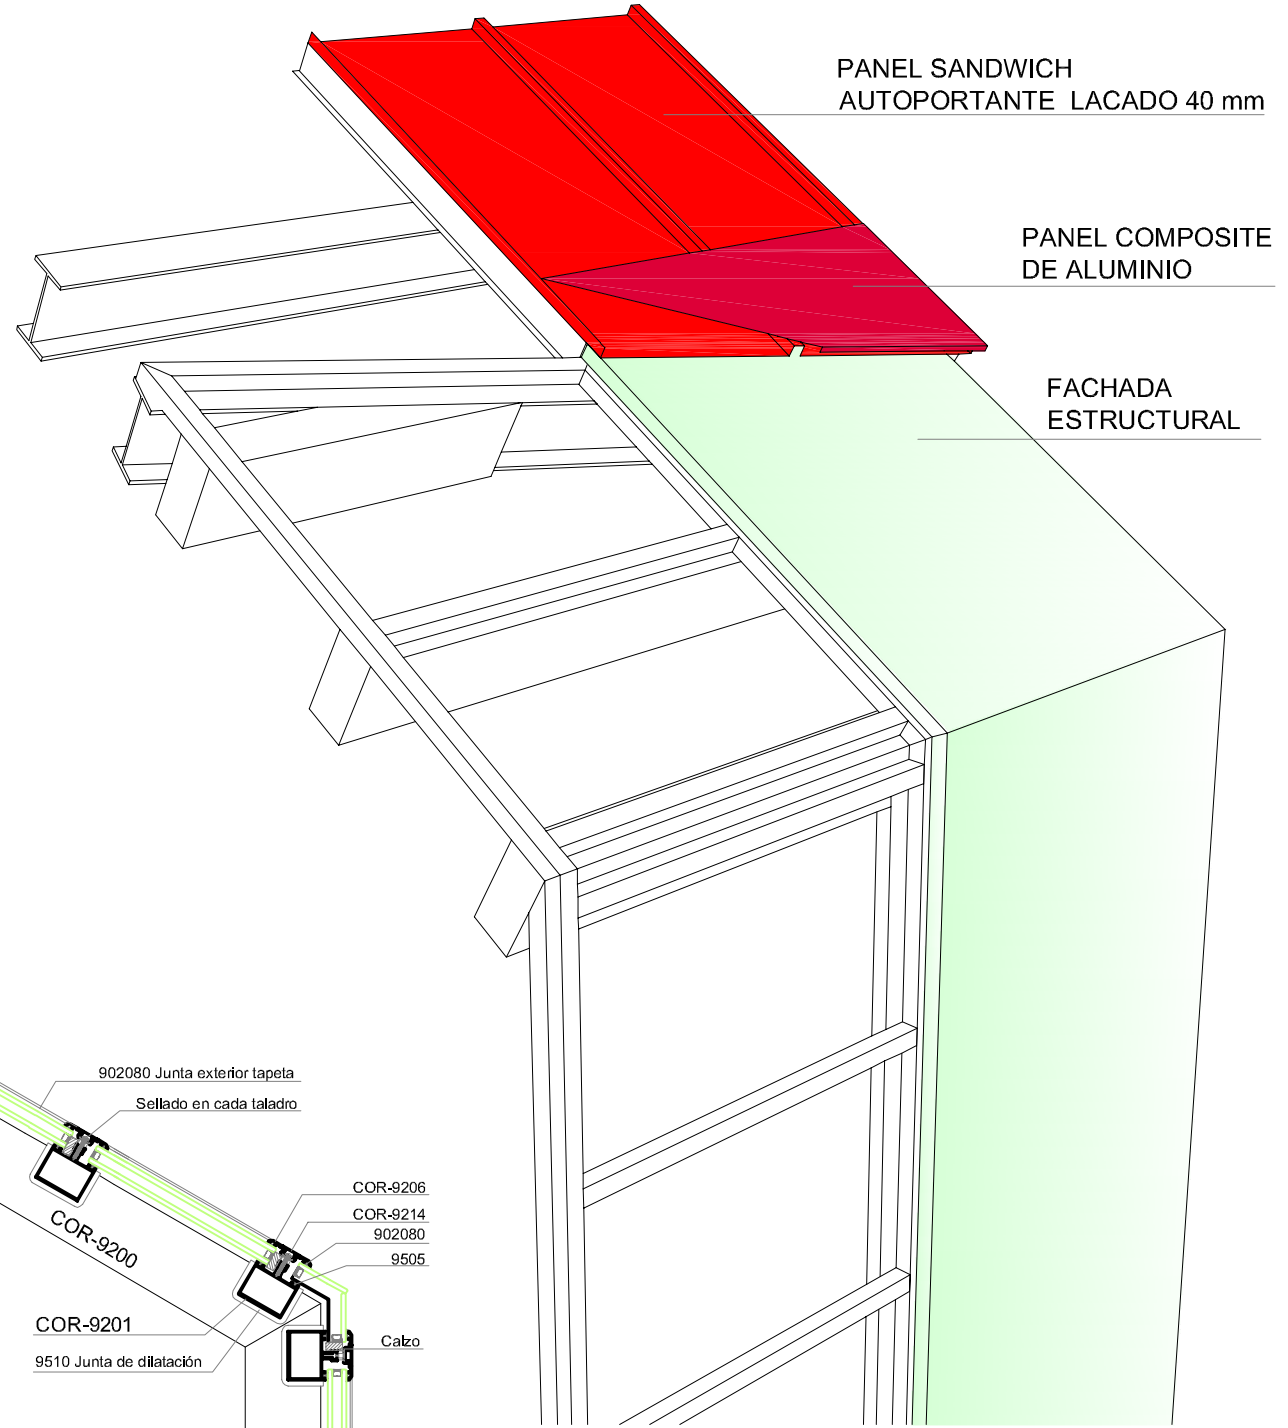 PANEL SANDWICH
AUTOPORTANTE LACADO 40 mm
PANEL COMPOSITE
DE ALUMINIO
FACHADA
ESTRUCTURAL
902080 Junta exterior tapeta
Sellado en cada taladro
COR-9206
COR-9214
902080
9505
COR-9200
COR-9201
Calzo
9510 Junta de dilatación